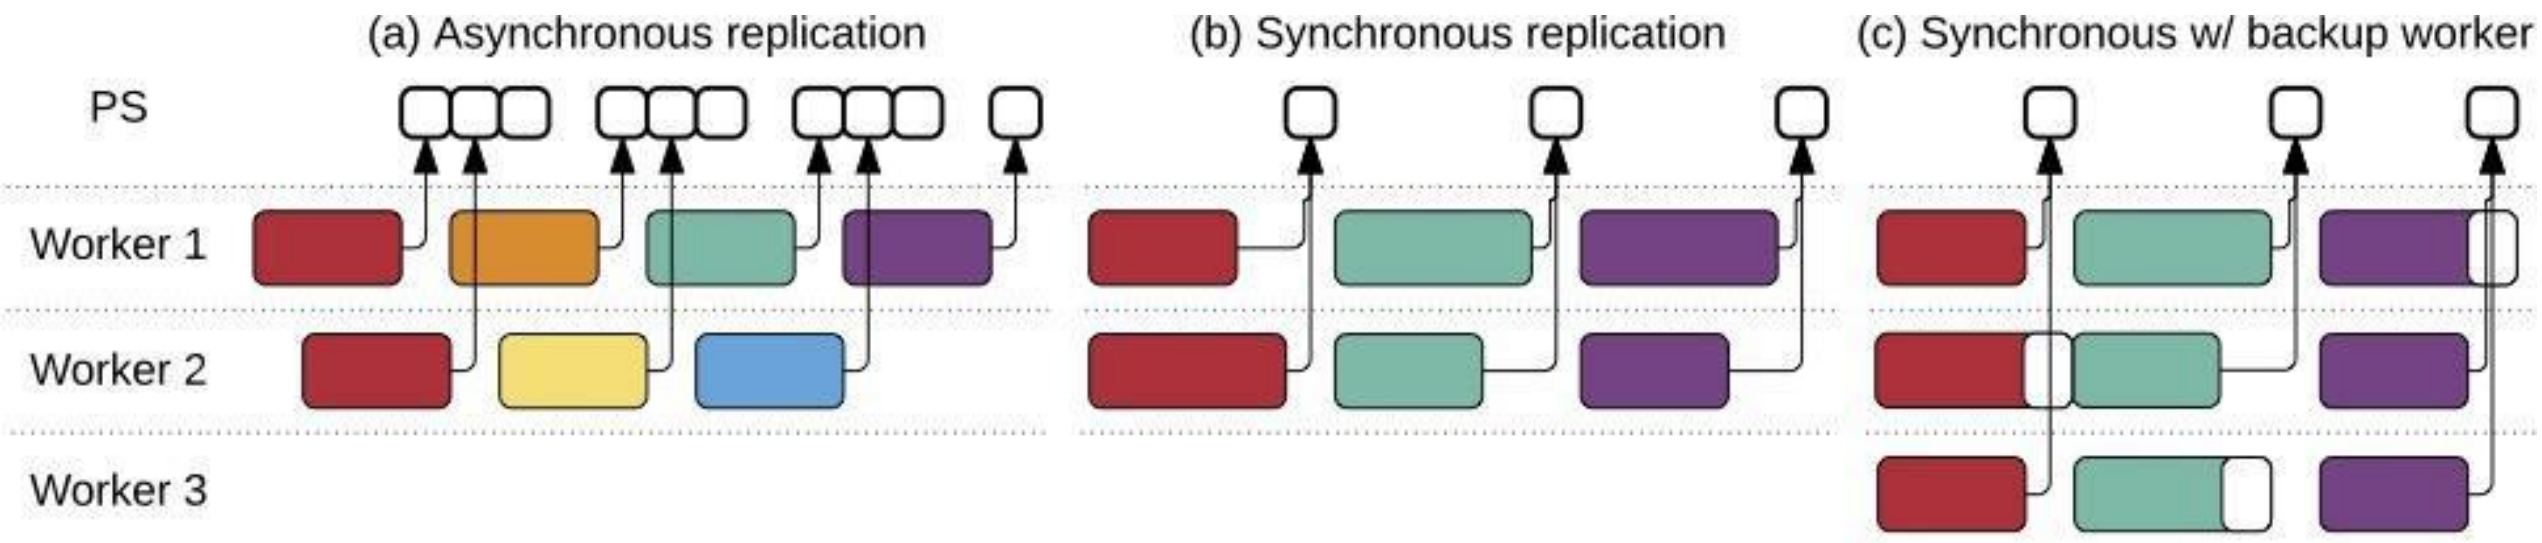 (a) Asynchronous replication
(b) Synchronous replication
(c) Synchronous w/ backup worker
PS
Worker 1
Worker 2
Worker 3